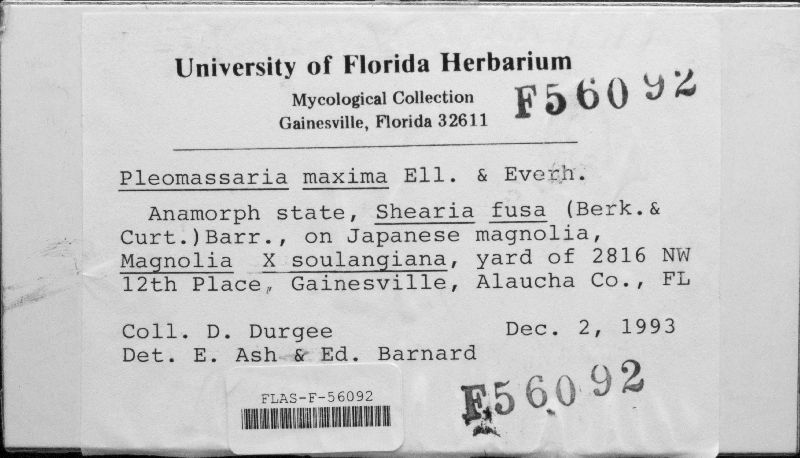 University of Florida Herbarium
Mycological Collection
Gainesville, Florida 32611
F56092
Pleomassaria maxima Ell. & Everh.
Anamorph state, Shearia fusa (Berk.&
Curt.)Barr., on Japanese magnolia,
Magnolia X soulangiana, yard of 2816 NW
12th Place, Gainesville, Alaucha Co., FL
Coll. D. Durgee Dec. 2, 1993
Det. E. Ash & Ed. Barnard
FLAS-F-56092
F56092